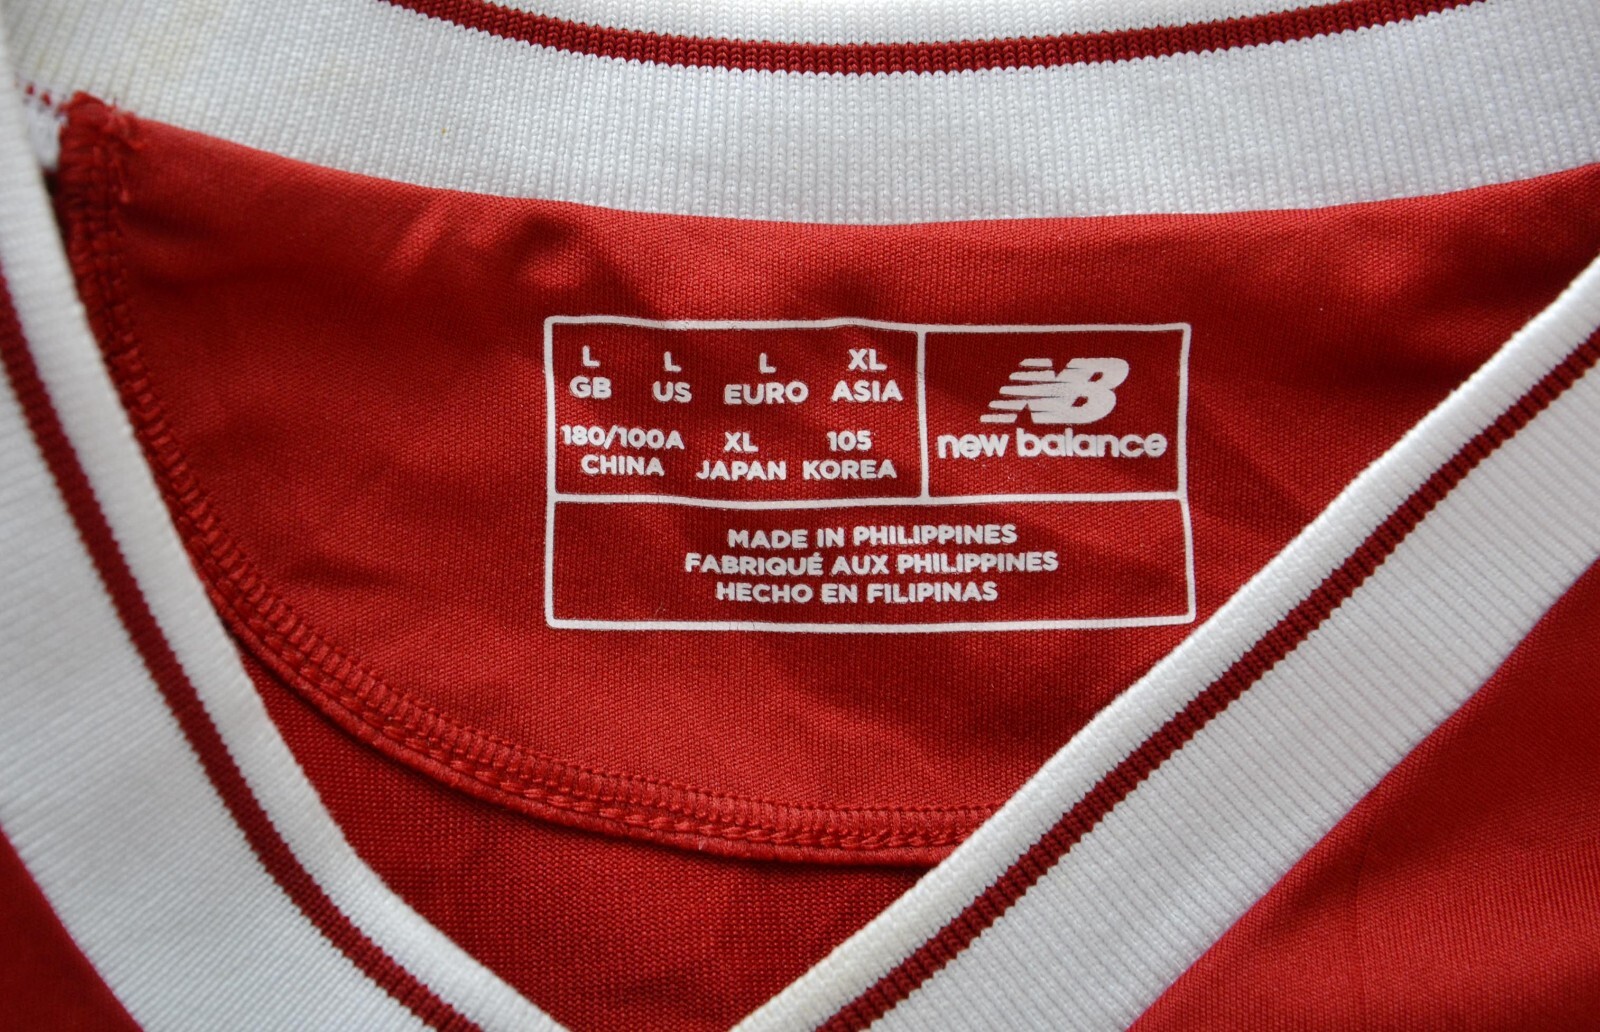 L L L XL
GB US EURO ASIA
180/100A XL 105
CHINA JAPAN KOREA
NB
new balance
MADE IN PHILIPPINES
FABRIQUÉ AUX PHILIPPINES
HECHO EN FILIPINAS